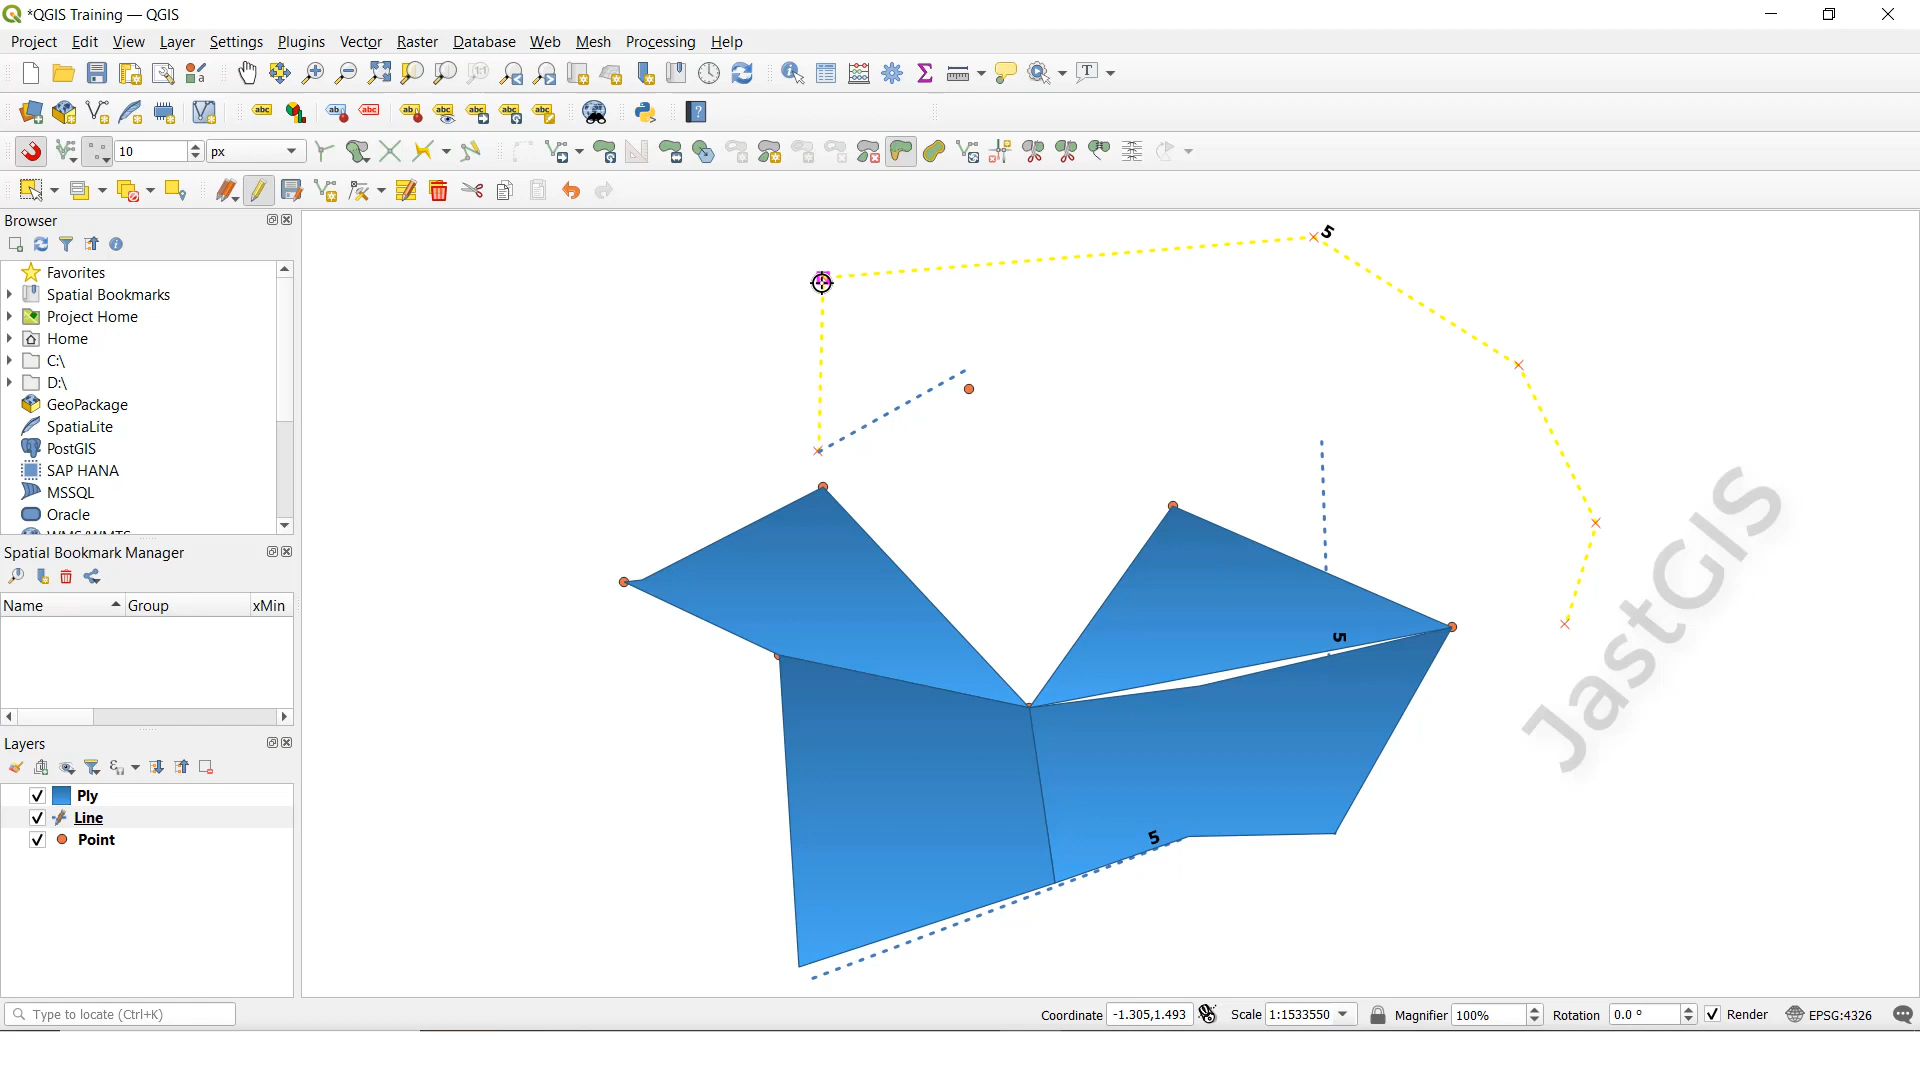 *QGIS Training — QGIS
Project Edit View Layer Settings Plugins Vector Raster Database Web Mesh Processing Help
10 px
Browser
Favorites
Spatial Bookmarks
Project Home
Home
C:\
D:\
GeoPackage
SpatiaLite
PostGIS
SAP HANA
MSSQL
Oracle
WMS/WMTS
Spatial Bookmark Manager
Name Group xMin
Layers
Ply
Line
Point
5
5
5
JastGIS
Type to locate (Ctrl+K)
Coordinate -1.305,1.493 Scale 1:1533550 Magnifier 100% Rotation 0.0 ° Render EPSG:4326